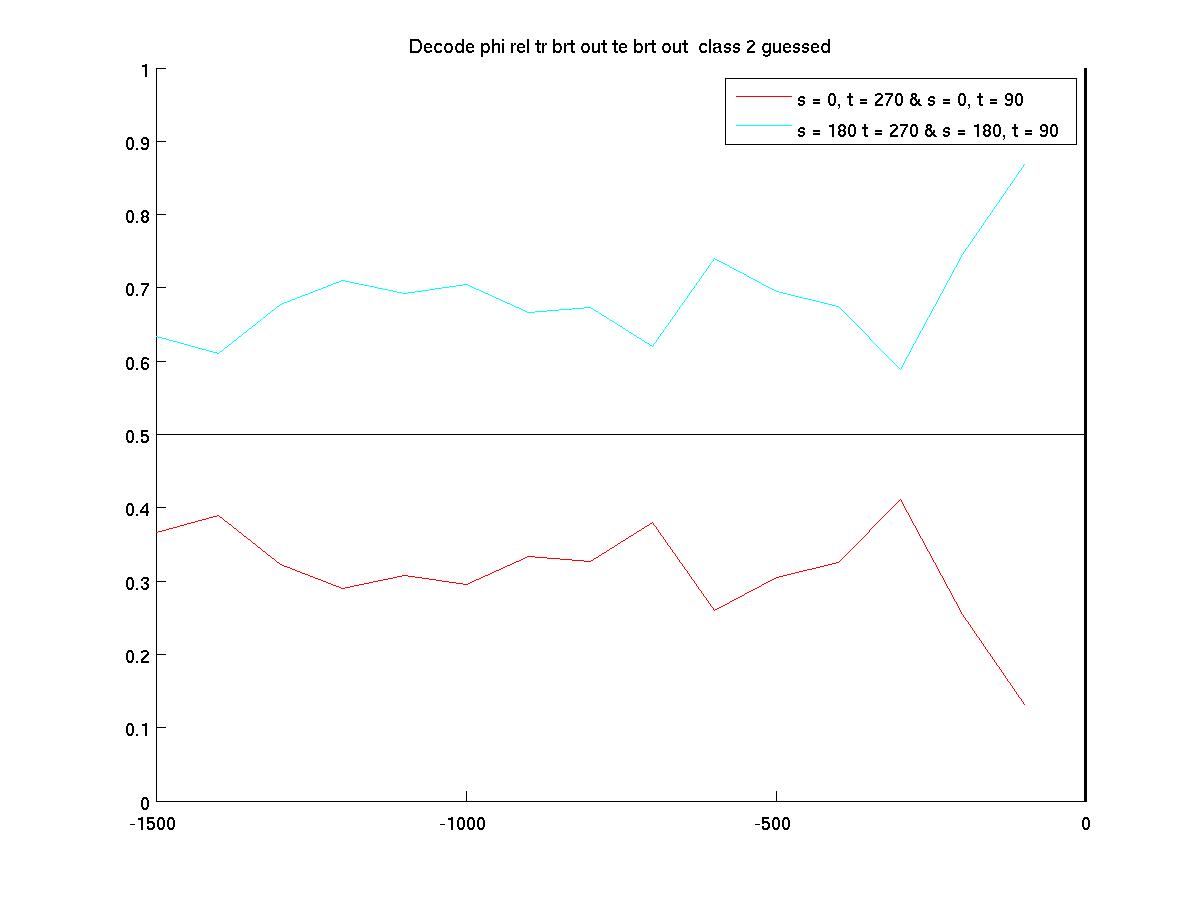 Decode phi rel tr brt out te brt out  class 2 guessed
1
s = 0, t = 270 & s = 0, t = 90
s = 180 t = 270 & s = 180, t = 90
0.9
0.8
0.7
0.6
0.5
0.4
0.3
0.2
0.1
0
-1500 -1000 -500 0